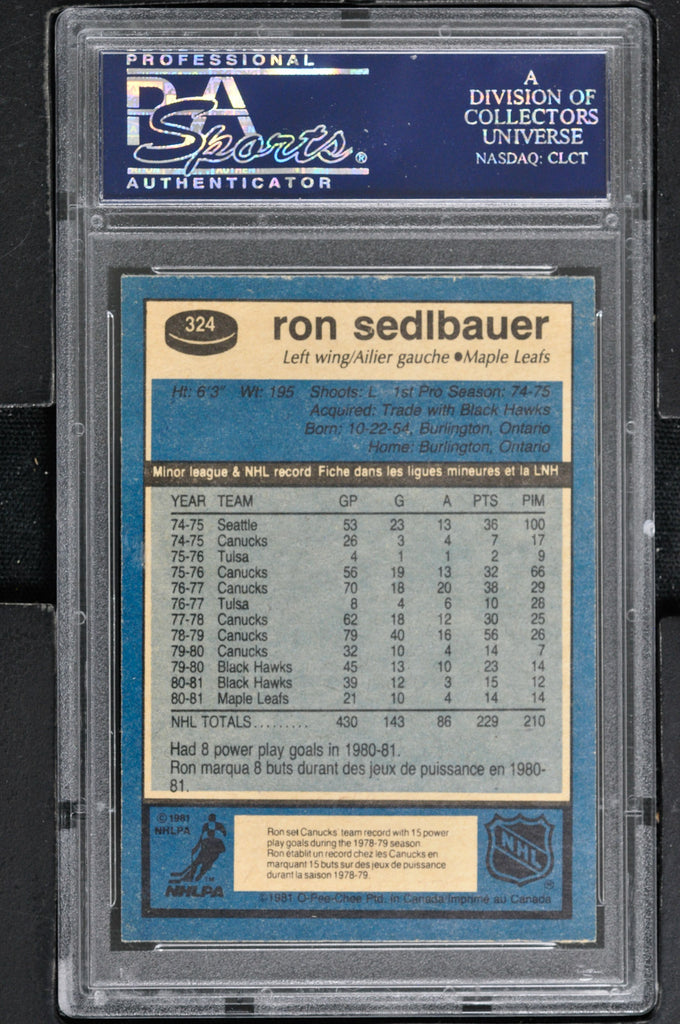 PROFESSIONAL
PSA
Sports®
AUTHENTICATOR
A
DIVISION OF
COLLECTORS
UNIVERSE
NASDAQ: CLCT
324
ron sedlbauer
Left wing/Ailier gauche ●Maple Leafs
Ht: 6'3" Wt: 195 Shoots: L 1st Pro Season: 74-75
Acquired: Trade with Black Hawks
Born: 10-22-54, Burlington, Ontario
Home: Burlington, Ontario
Minor league & NHL record Fiche dans les ligues mineures et la LNH
YEAR TEAM GP G A PTS PIM
74-75 Seattle 53 23 13 36 100
74-75 Canucks 26 3 4 7 17
75-76 Tulsa 4 1 1 2 9
75-76 Canucks 56 19 13 32 66
76-77 Canucks 70 18 20 38 29
76-77 Tulsa 8 4 6 10 28
77-78 Canucks 62 18 12 30 25
78-79 Canucks 79 40 16 56 26
79-80 Canucks 32 10 4 14 7
79-80 Black Hawks 45 13 10 23 14
80-81 Black Hawks 39 12 3 15 12
80-81 Maple Leafs 21 10 4 14 14
NHL TOTALS......... 430 143 86 229 210
Had 8 power play goals in 1980-81.
Ron marqua 8 buts durant des jeux de puissance en 1980-
81.
© 1981
NHLPA
NHLPA
Ron set Canucks' team record with 15 power
play goals during the 1978-79 season.
Ron établit un record chez les Canucks en
marquant 15 buts sur des jeux de puissance
durant la saison 1978-79.
NHL
®
©1981 O-Pee-Chee Ptd. in Canada Imprimé au Canada